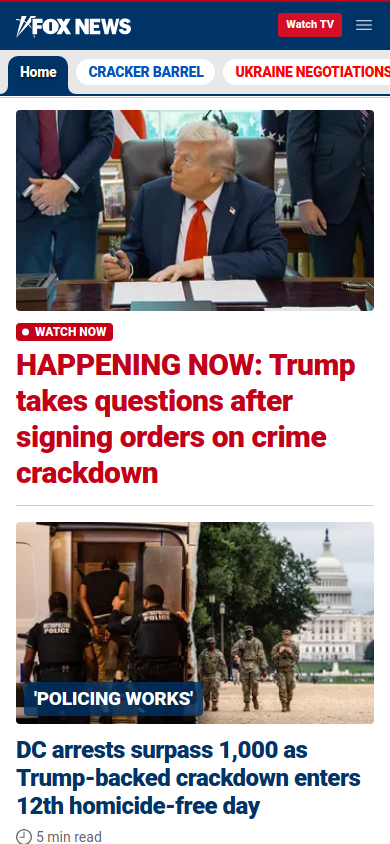 FOX NEWS
Watch TV
Home
CRACKER BARREL
UKRAINE NEGOTIATIONS
WATCH NOW
HAPPENING NOW: Trump
takes questions after
signing orders on crime
crackdown
METROPOLITAN
POLICE
METROPOLITAN
POLICE
'POLICING WORKS'
DC arrests surpass 1,000 as
Trump-backed crackdown enters
12th homicide-free day
5 min read